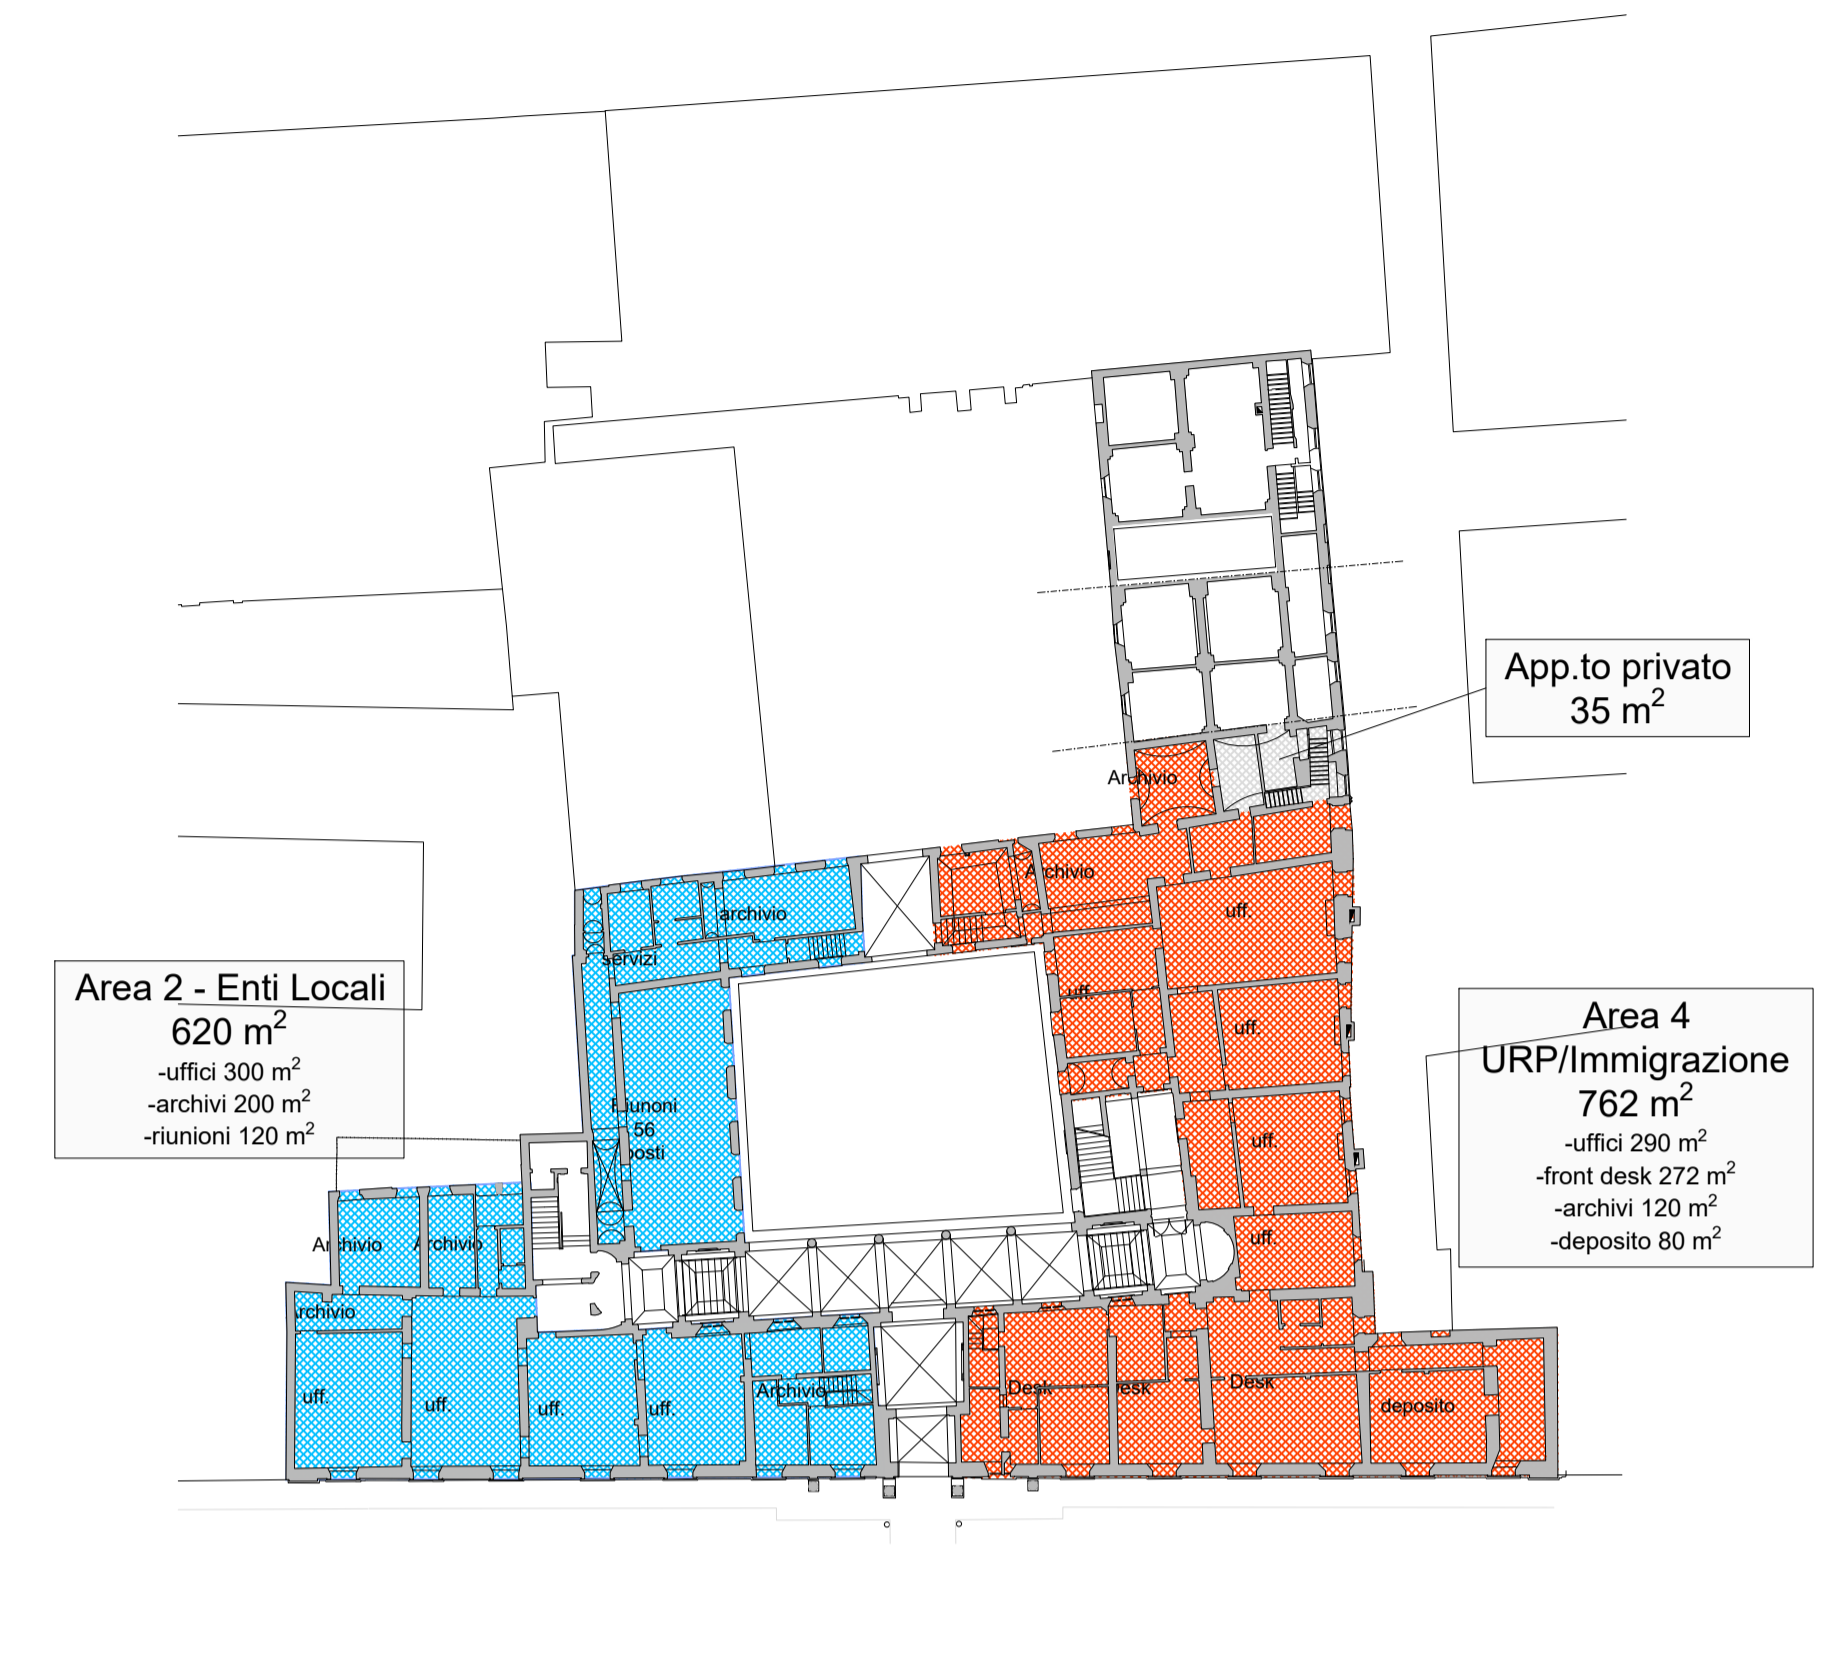 App.to privato
35 m²
Archivio
Archivio
archivio
uff.
servizi
Area 2 - Enti Locali
620 m²
-uffici 300 m²
-archivi 200 m²
-riunioni 120 m²
uff.
uff.
Area 4
URP/Immigrazione
762 m²
-uffici 290 m²
-front desk 272 m²
-archivi 120 m²
-deposito 80 m²
Riunoni
56
posti
uff.
uff.
Archivio
Archivio
Archivio
uff.
uff.
uff.
uff.
Archivio
Desk
Desk
Desk
deposito